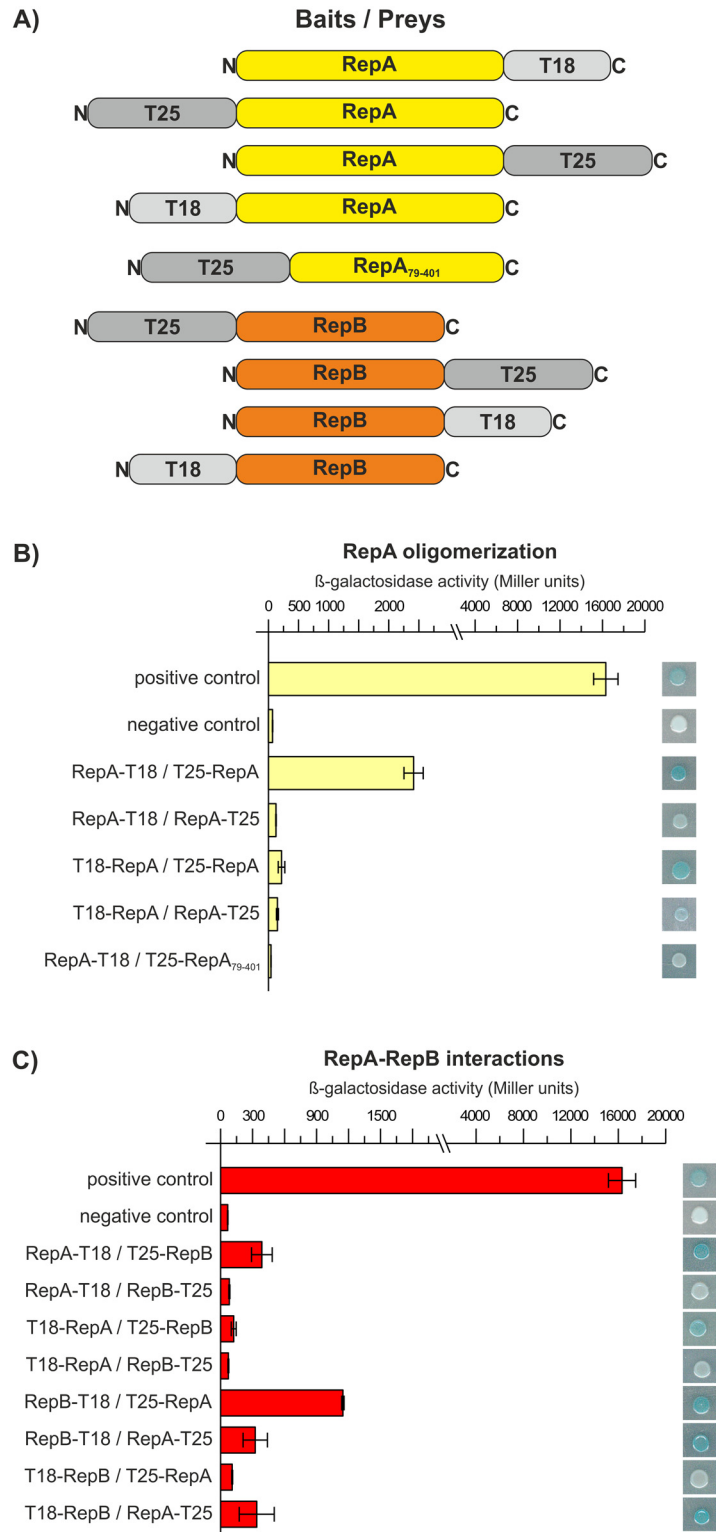 A)
Baits / Preys
N RepA T18 C
N T25 RepA C
N RepA T25 C
N T18 RepA C
N T25 RepA79-401 C
N T25 RepB C
N RepB T25 C
N RepB T18 C
N T18 RepB C
B)
RepA oligomerization
ß-galactosidase activity (Miller units)
0 500 1000 2000 4000 8000 12000 16000 20000
positive control
negative control
RepA-T18 / T25-RepA
RepA-T18 / RepA-T25
T18-RepA / T25-RepA
T18-RepA / RepA-T25
RepA-T18 / T25-RepA79-401
C)
RepA-RepB interactions
ß-galactosidase activity (Miller units)
0 300 900 1500 4000 8000 12000 16000 20000
positive control
negative control
RepA-T18 / T25-RepB
RepA-T18 / RepB-T25
T18-RepA / T25-RepB
T18-RepA / RepB-T25
RepB-T18 / T25-RepA
RepB-T18 / RepA-T25
T18-RepB / T25-RepA
T18-RepB / RepA-T25